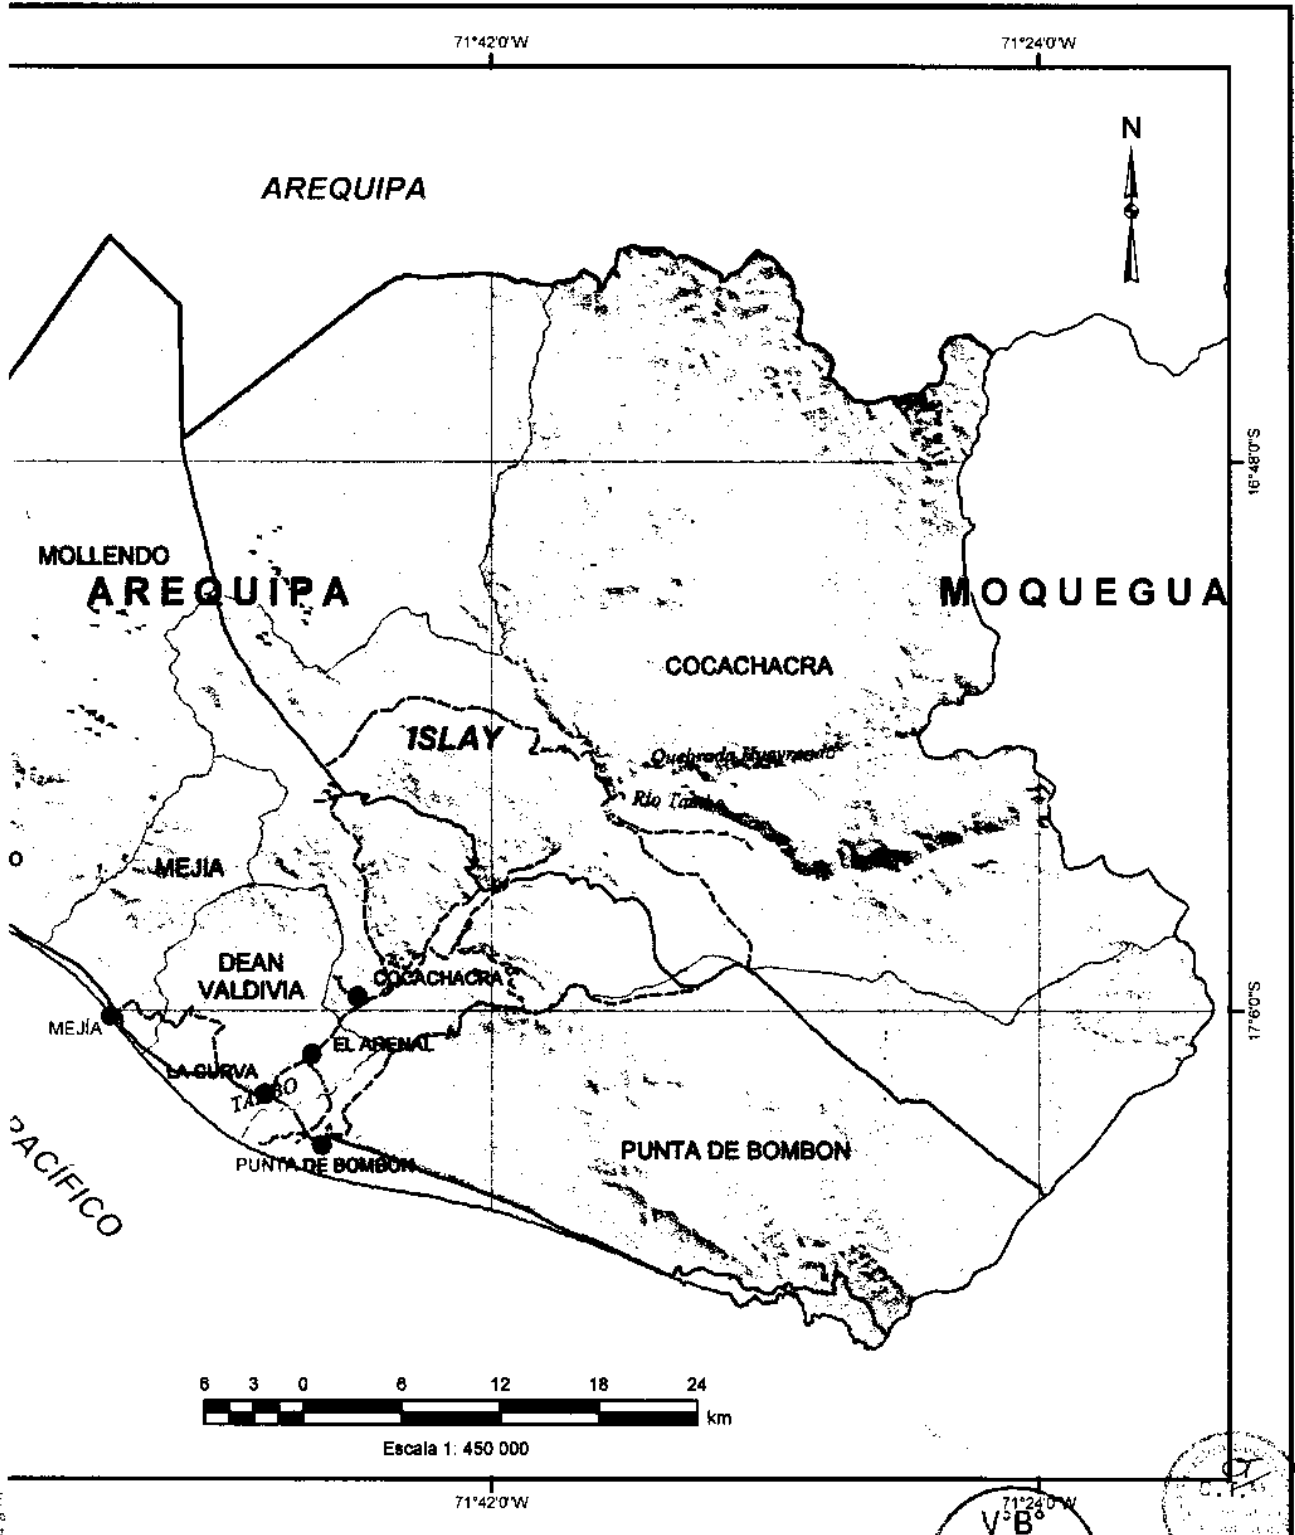 71°42'0"W
71°24'0"W
N
AREQUIPA
16°48'0"S
MOLLENDO
AREQUIPA
MOQUEGUA
COCACHACRA
ISLAY
Quebrada
Río Tambo
O
MEJIA
DEAN
VALDIVIA
COCACHACRA
MEJÍA
17°6'0"S
EL ARENAL
LA CURVA
TAMBO
PUNTA DE BOMBON
PUNTA DE BOMBON
PACÍFICO
6 3 0 6 12 18 24
km
Escala 1: 450 000
71°42'0"W
71°24'0"W
V°B°